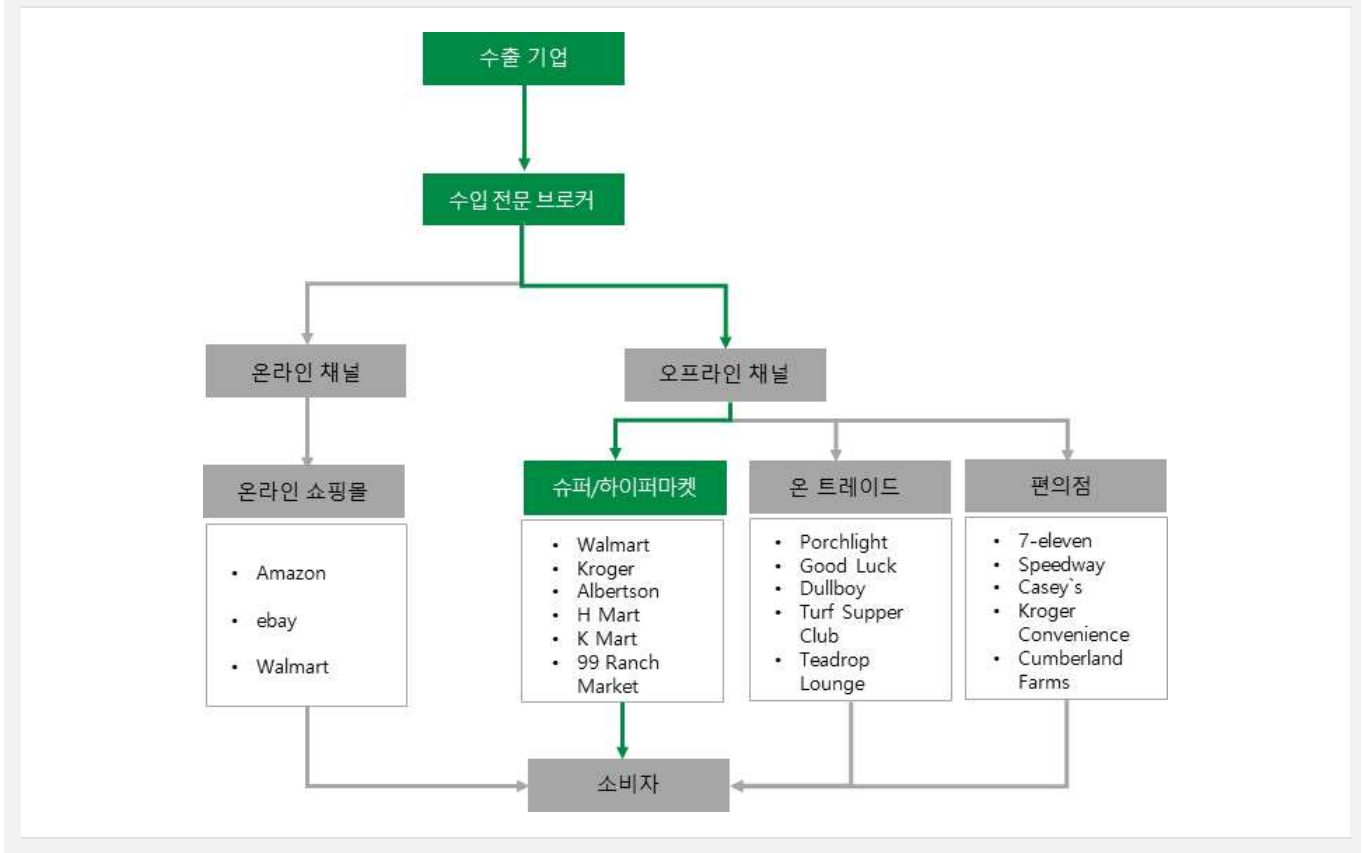 수출 기업
수입 전문 브로커
온라인 채널
오프라인 채널
온라인 쇼핑몰
• Amazon
• ebay
• Walmart
슈퍼/하이퍼마켓
• Walmart
• Kroger
• Albertson
• H Mart
• K Mart
• 99 Ranch
Market
온 트레이드
• Porchlight
• Good Luck
• Dullboy
• Turf Supper
Club
• Teadrop
Lounge
편의점
• 7-eleven
• Speedway
• Casey`s
• Kroger
Convenience
• Cumberland
Farms
소비자